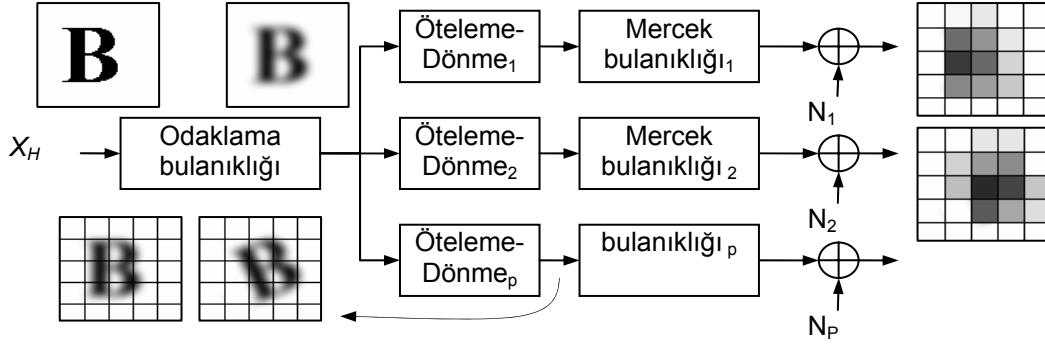 B
B
Öteleme-
Dönme1
Mercek
bulanıklığı1
N1
XH
Odaklama
bulanıklığı
Öteleme-
Dönme2
Mercek
bulanıklığı 2
N2
B
B
Öteleme-
Dönmep
bulanıklığı p
NP